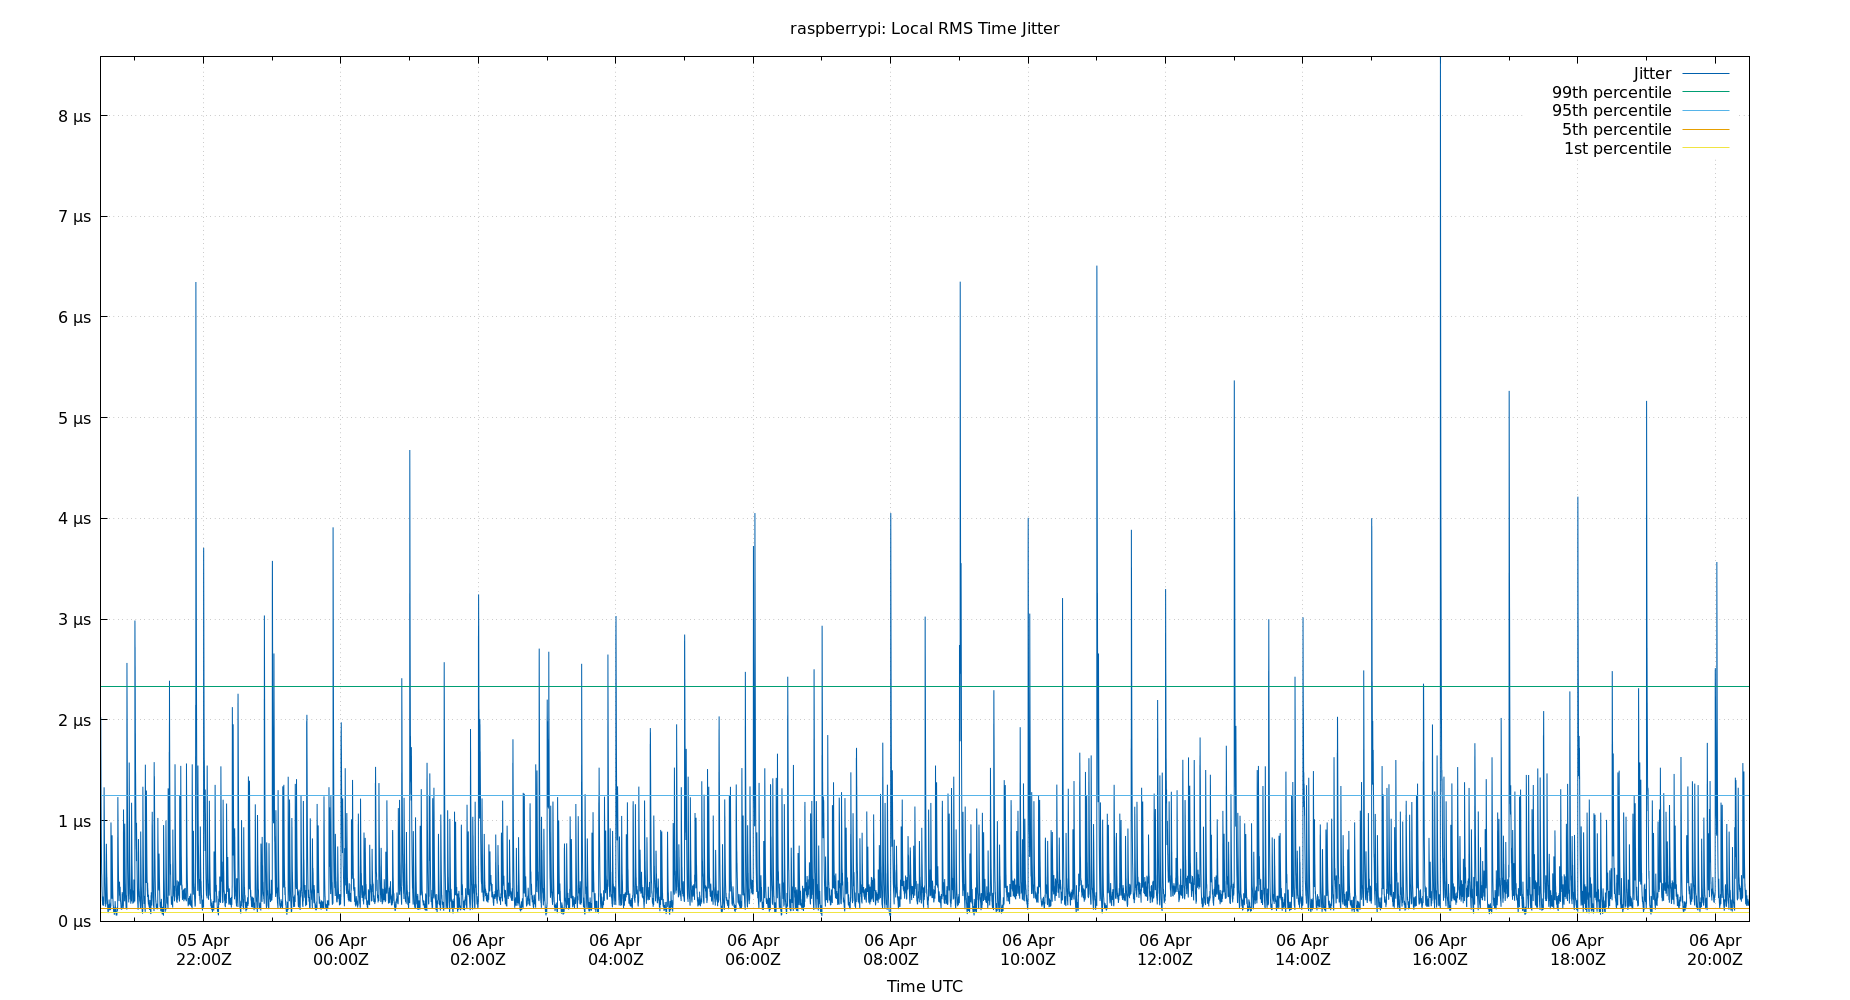 raspberrypi: Local RMS Time Jitter
Jitter
99th percentile
95th percentile
5th percentile
1st percentile
8 µs
7 µs
6 µs
5 µs
4 µs
3 µs
2 µs
1 µs
0 µs
05 Apr 06 Apr 06 Apr 06 Apr 06 Apr 06 Apr 06 Apr 06 Apr 06 Apr 06 Apr 06 Apr 06 Apr
22:00Z 00:00Z 02:00Z 04:00Z 06:00Z 08:00Z 10:00Z 12:00Z 14:00Z 16:00Z 18:00Z 20:00Z
Time UTC